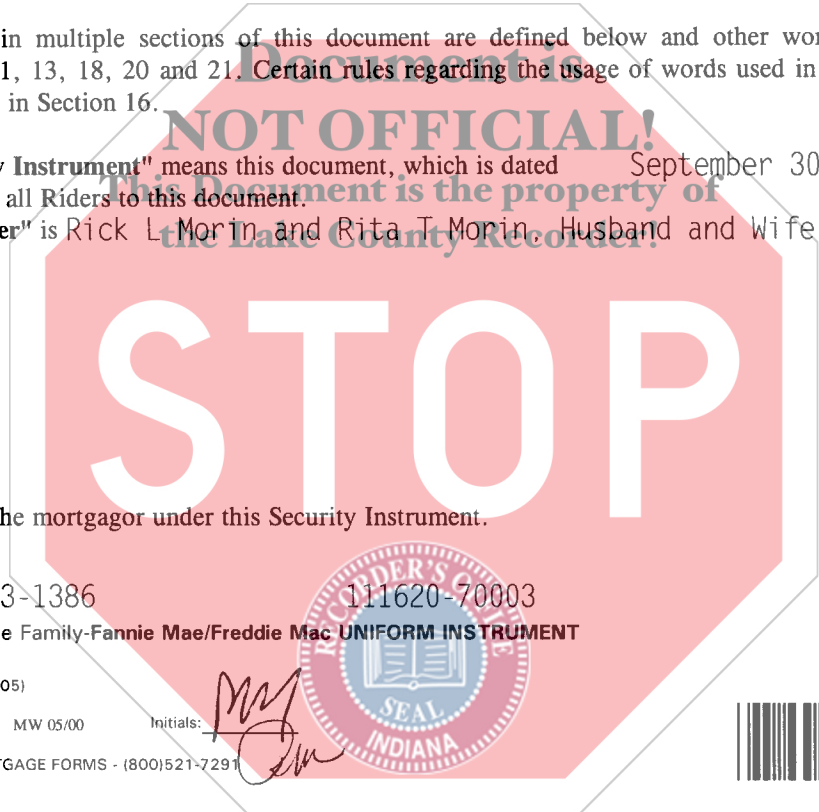 in multiple sections of this document are defined below and other wor
1, 13, 18, 20 and 21. Certain rules regarding the usage of words used in
in Section 16.
Document is
NOT OFFICIAL!
This Document is the property of
the Lake County Recorder!
y Instrument" means this document, which is dated September 30
all Riders to this document.
er" is Rick L Morin and Rita T Morin, Husband and Wife
STOP
he mortgagor under this Security Instrument.
3-1386 111620-70003
e Family-Fannie Mae/Freddie Mac UNIFORM INSTRUMENT
05)
MW 05/00 Initials:
TGAGE FORMS - (800)521-7291
RECORDER'S OFFICE
SEAL
INDIANA